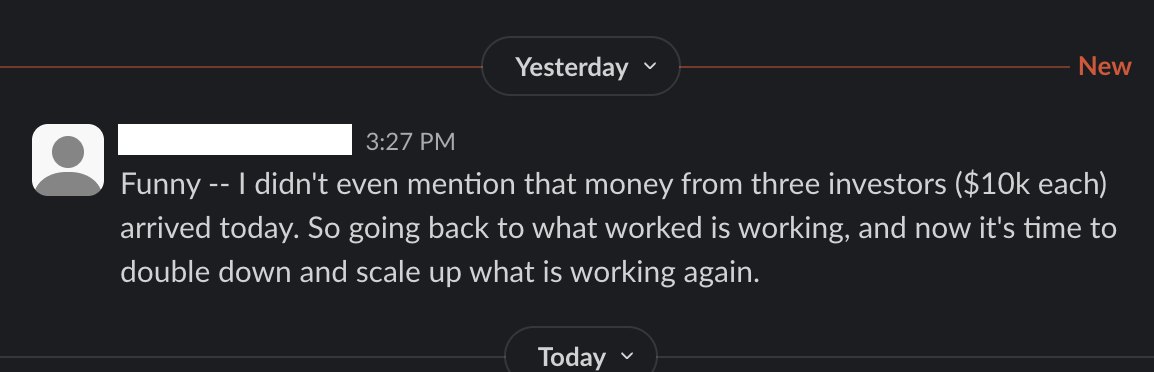 Yesterday
New
3:27 PM
Funny -- I didn't even mention that money from three investors ($10k each)
arrived today. So going back to what worked is working, and now it's time to
double down and scale up what is working again.
Today